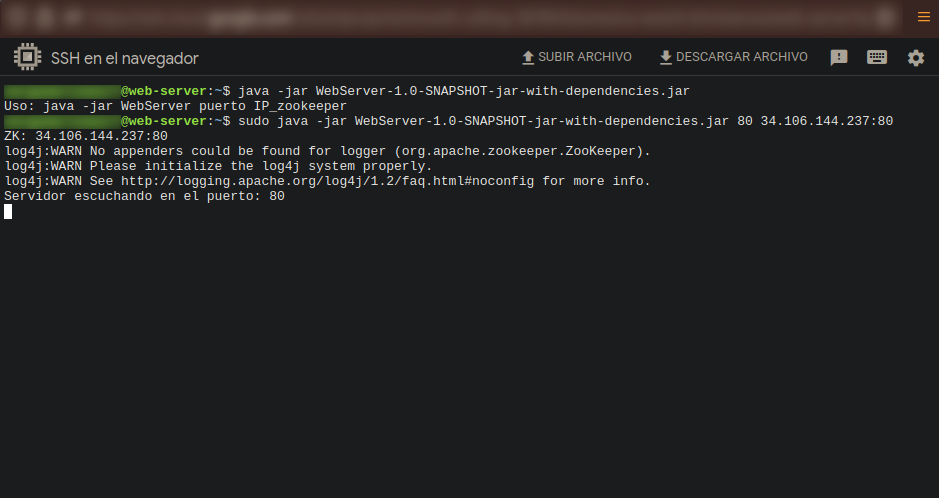 SSH en el navegador
SUBIR ARCHIVO
DESCARGAR ARCHIVO
@web-server:~$ java -jar WebServer-1.0-SNAPSHOT-jar-with-dependencies.jar
Uso: java -jar WebServer puerto IP_zookeeper
@web-server:~$ sudo java -jar WebServer-1.0-SNAPSHOT-jar-with-dependencies.jar 80 34.106.144.237:80
ZK: 34.106.144.237:80
log4j:WARN No appenders could be found for logger (org.apache.zookeeper.ZooKeeper).
log4j:WARN Please initialize the log4j system properly.
log4j:WARN See http://logging.apache.org/log4j/1.2/faq.html#noconfig for more info.
Servidor escuchando en el puerto: 80